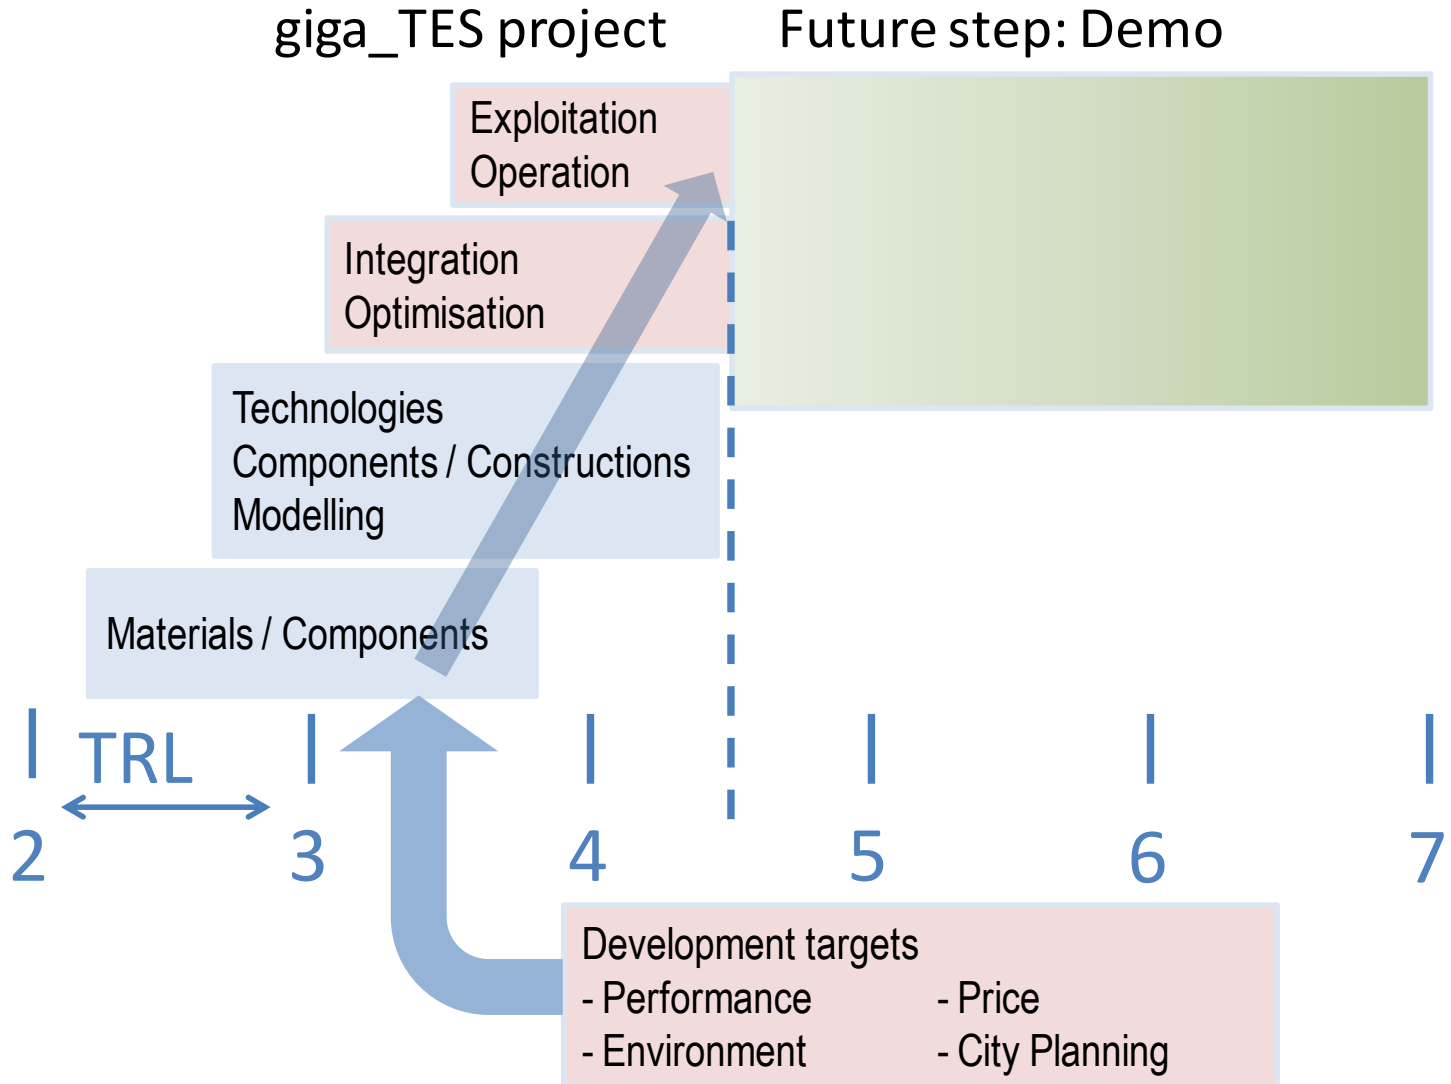 giga_TES project Future step: Demo
Exploitation
Operation
Integration
Optimisation
Technologies
Components / Constructions
Modelling
Materials / Components
TRL
2 3 4 5 6 7
Development targets
- Performance - Price
- Environment - City Planning